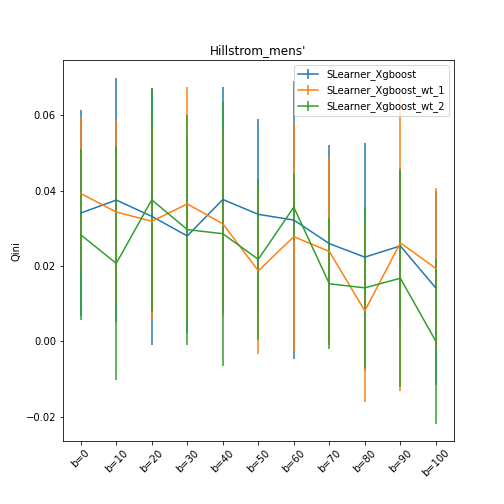 Hillstrom_mens'
SLearner_Xgboost
SLearner_Xgboost_wt_1
SLearner_Xgboost_wt_2
Qini
0.06
0.04
0.02
0.00
−0.02
b=0 b=10 b=20 b=30 b=40 b=50 b=60 b=70 b=80 b=90 b=100